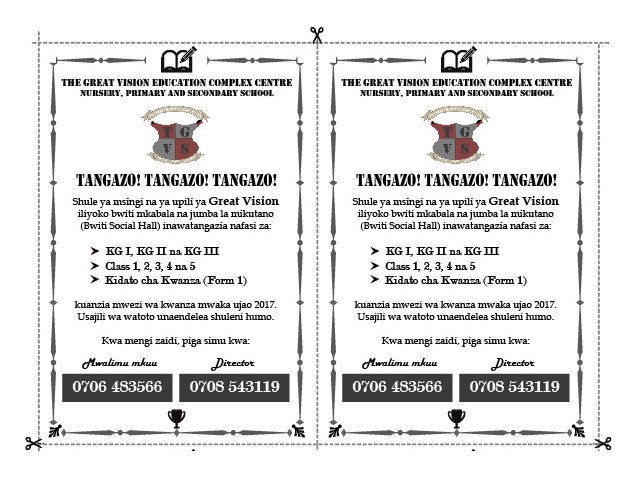 THE GREAT VISION EDUCATION COMPLEX CENTRE
NURSERY, PRIMARY AND SECONDARY SCHOOL
T G
V S
TANGAZO! TANGAZO! TANGAZO!
Shule ya msingi na ya upili ya Great Vision
iliyoko bwiti mkabala na jumba la mikutano
(Bwiti Social Hall) inawatangazia nafasi za:
KG I, KG II na KG III
Class 1, 2, 3, 4 na 5
Kidato cha Kwanza (Form 1)
kuanzia mwezi wa kwanza mwaka ujao 2017.
Usajili wa watoto unaendelea shuleni humo.
Kwa mengi zaidi, piga simu kwa:
Mwalimu mkuu Director
0706 483566 0708 543119
THE GREAT VISION EDUCATION COMPLEX CENTRE
NURSERY, PRIMARY AND SECONDARY SCHOOL
T G
V S
TANGAZO! TANGAZO! TANGAZO!
Shule ya msingi na ya upili ya Great Vision
iliyoko bwiti mkabala na jumba la mikutano
(Bwiti Social Hall) inawatangazia nafasi za:
KG I, KG II na KG III
Class 1, 2, 3, 4 na 5
Kidato cha Kwanza (Form 1)
kuanzia mwezi wa kwanza mwaka ujao 2017.
Usajili wa watoto unaendelea shuleni humo.
Kwa mengi zaidi, piga simu kwa:
Mwalimu mkuu Director
0706 483566 0708 543119